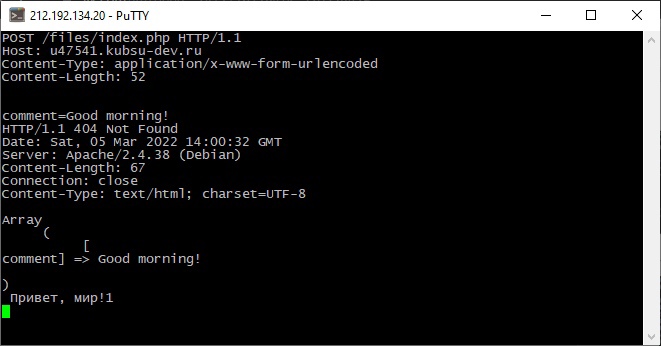 212.192.134.20 - PuTTY
POST /files/index.php HTTP/1.1
Host: u47541.kubsu-dev.ru
Content-Type: application/x-www-form-urlencoded
Content-Length: 52
comment=Good morning!
HTTP/1.1 404 Not Found
Date: Sat, 05 Mar 2022 14:00:32 GMT
Server: Apache/2.4.38 (Debian)
Content-Length: 67
Connection: close
Content-Type: text/html; charset=UTF-8
Array
(
[
comment] => Good morning!
)
Привет, мир!1